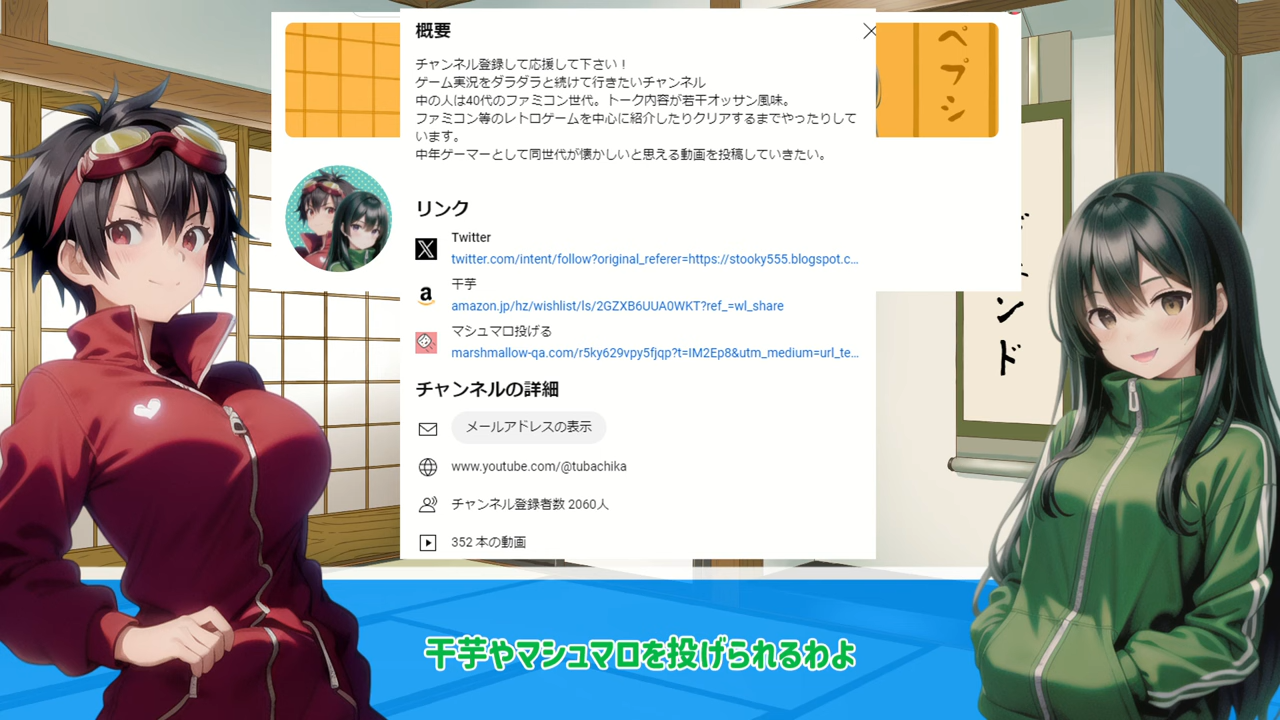 概要
チャンネル登録して応援して下さい！
ゲーム実況をダラダラと続けて行きたいチャンネル
中の人は40代のファミコン世代。トーク内容が若干オッサン風味。
ファミコン等のレトロゲームを中心に紹介したりクリアするまでやったりして
います。
中年ゲーマーとして同世代が懐かしいと思える動画を投稿していきたい。
リンク
Twitter
twitter.com/intent/follow?original_referer=https://stooky555.blogspot.c...
干芋
amazon.jp/hz/wishlist/ls/2GZXB6UUA0WKT?ref_=wl_share
マシュマロ投げる
marshmallow-qa.com/r5ky629vpy5fjqp?t=IM2Ep8&utm_medium=url_te...
チャンネルの詳細
メールアドレスの表示
www.youtube.com/@tubachika
チャンネル登録者数 2060人
352 本の動画
ペプシ
ンド
干芋やマシュマロを投げられるわよ